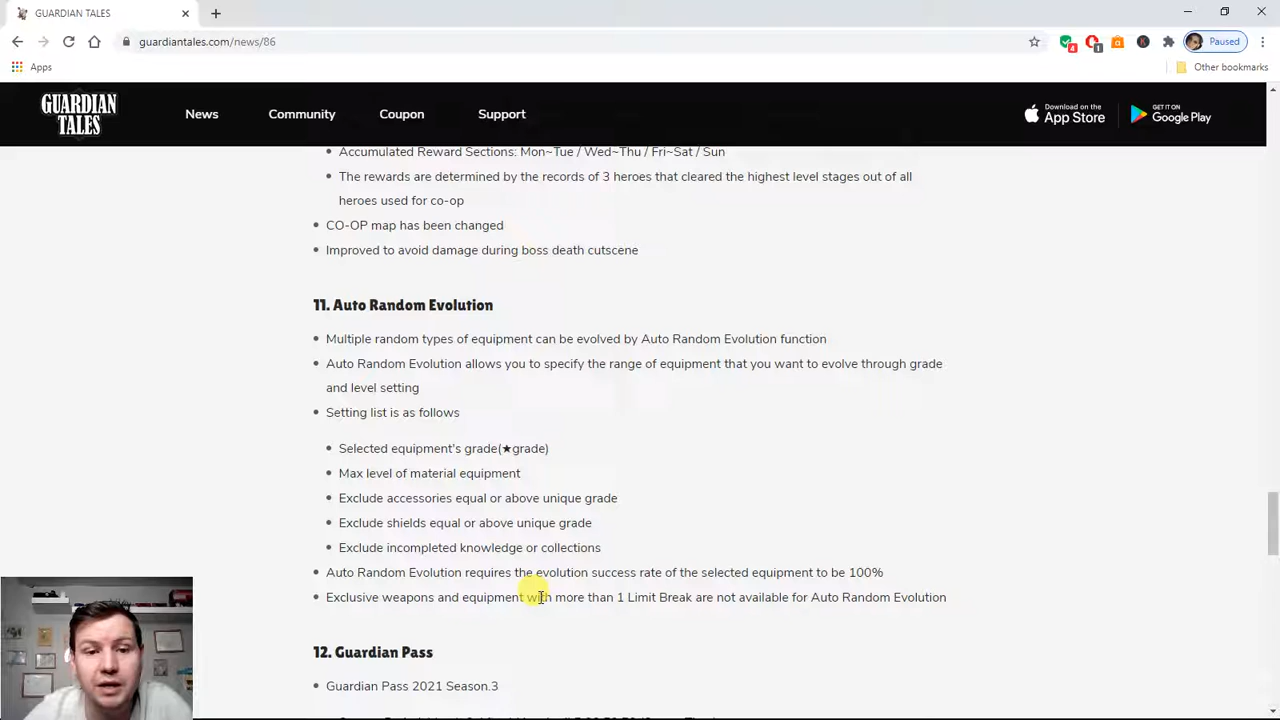 GUARDIAN TALES
guardiantales.com/news/86
4
1
K
Paused
Apps
Other bookmarks
GUARDIAN
TALES
News
Community
Coupon
Support
Download on the
App Store
GET IT ON
Google Play
Accumulated Reward Sections: Mon~Tue / Wed~Thu / Fri~Sat / Sun
The rewards are determined by the records of 3 heroes that cleared the highest level stages out of all
heroes used for co-op
CO-OP map has been changed
Improved to avoid damage during boss death cutscene
11. Auto Random Evolution
Multiple random types of equipment can be evolved by Auto Random Evolution function
Auto Random Evolution allows you to specify the range of equipment that you want to evolve through grade
and level setting
Setting list is as follows
Selected equipment's grade(★grade)
Max level of material equipment
Exclude accessories equal or above unique grade
Exclude shields equal or above unique grade
Exclude incompleted knowledge or collections
Auto Random Evolution requires the evolution success rate of the selected equipment to be 100%
Exclusive weapons and equipment with more than 1 Limit Break are not available for Auto Random Evolution
12. Guardian Pass
Guardian Pass 2021 Season.3